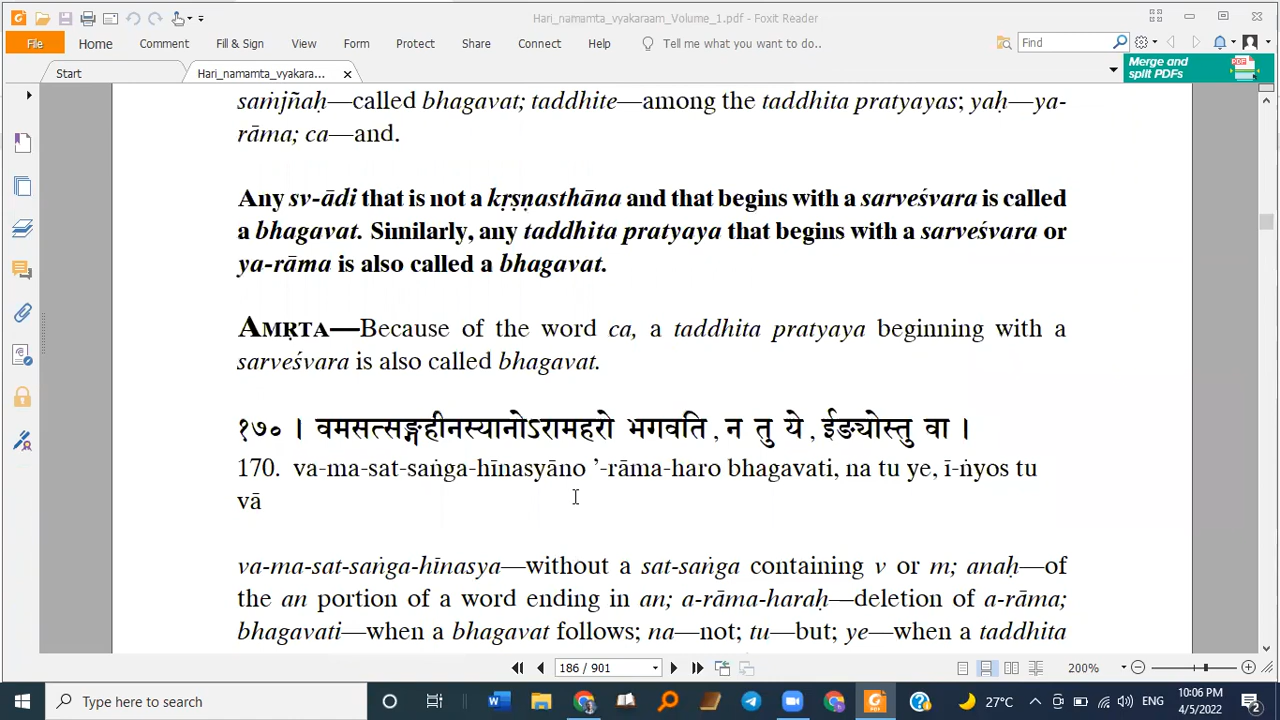 Hari_namamta_vyakaraam_Volume_1.pdf - Foxit Reader
File Home Comment Fill & Sign View Form Protect Share Connect Help Tell me what you want to do.. Find
Start Hari_namamta_vyakara... Merge and
split PDFs
saṁjñaḥ—called bhagavat; taddhite—among the taddhita pratyayas; yaḥ—ya-
rāma; ca—and.
Any sv-ādi that is not a kṛṣṇasthāna and that begins with a sarveśvara is called
a bhagavat. Similarly, any taddhita pratyaya that begins with a sarveśvara or
ya-rāma is also called a bhagavat.
AMṚTA—Because of the word ca, a taddhita pratyaya beginning with a
sarveśvara is also called bhagavat.
१७० । वमसत्सङ्गहीनस्यानोऽरामहरो भगवति , न तु ये , ईङ्योस्तु वा ।
170. va-ma-sat-saṅga-hīnasyāno ’-rāma-haro bhagavati, na tu ye, ī-ṅyos tu
vā
va-ma-sat-saṅga-hīnasya—without a sat-saṅga containing v or m; anaḥ—of
the an portion of a word ending in an; a-rāma-haraḥ—deletion of a-rāma;
bhagavati—when a bhagavat follows; na—not; tu—but; ye—when a taddhita
186 / 901 200%
Type here to search 27°C ENG 10:06 PM
4/5/2022 2